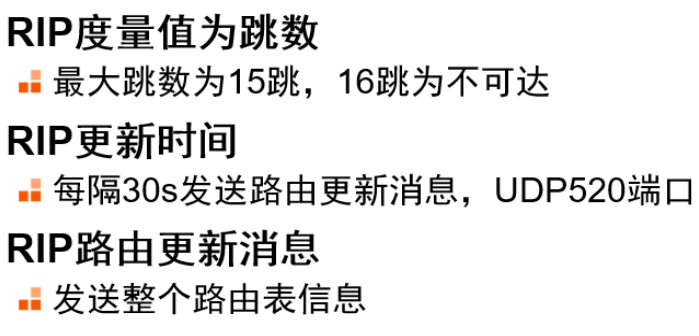 RIP度量值为跳数
最大跳数为15跳，16跳为不可达
RIP更新时间
每隔30s发送路由更新消息，UDP520端口
RIP路由更新消息
发送整个路由表信息